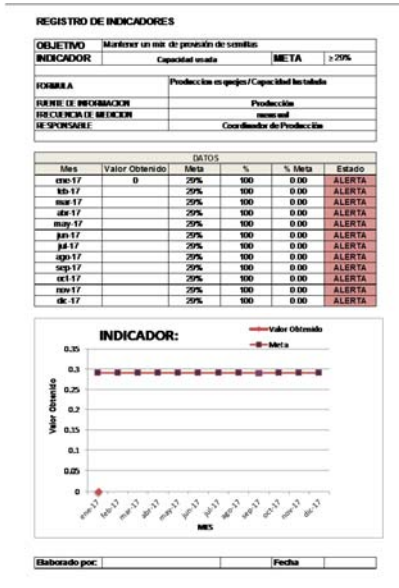 REGISTRO DE INDICADORES
OBJETIVO Mantener un mix de provisión de semillas
INDICADOR Capacidad usada META ≥ 29%
FORMULA Produccion esquejes/Capacidad Instalada
FUENTE DE INFORMACION Producción
FRECUENCIA DE MEDICION mensual
RESPONSABLE Coordinador de Producción
DATOS
Mes Valor Obtenido Meta % % Meta Estado
ene-17 0 29% 100 0.00 ALERTA
feb-17 29% 100 0.00 ALERTA
mar-17 29% 100 0.00 ALERTA
abr-17 29% 100 0.00 ALERTA
may-17 29% 100 0.00 ALERTA
jun-17 29% 100 0.00 ALERTA
jul-17 29% 100 0.00 ALERTA
ago-17 29% 100 0.00 ALERTA
sep-17 29% 100 0.00 ALERTA
oct-17 29% 100 0.00 ALERTA
nov-17 29% 100 0.00 ALERTA
dic-17 29% 100 0.00 ALERTA
INDICADOR:
Valor Obtenido
Meta
0.35
0.3
0.25
0.2
0.15
0.1
0.05
0
Valor Obtenido
ene-17 feb-17 mar-17 abr-17 may-17 jun-17 jul-17 ago-17 sep-17 oct-17 nov-17 dic-17
MES
Elaborado por: Fecha